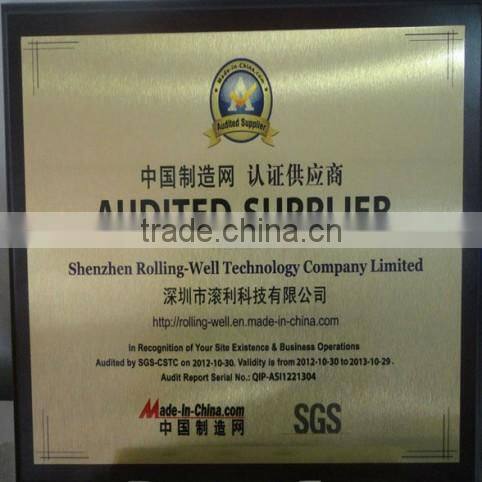 Made-in-China.com
Audited Supplier
中国制造网 认证供应商
AUDITED SUPPLIER
trade.china.cn
Shenzhen Rolling-Well Technology Company Limited
深圳市滚利科技有限公司
http://rolling-well.en.made-in-china.com
In Recognition of Your Site Existence & Business Operations
Audited by SGS-CSTC on 2012-10-30. Validity is from 2012-10-30 to 2013-10-29.
Audit Report Serial No.: QIP-ASI1221304
Made-in-China.com
中国制造网
SGS